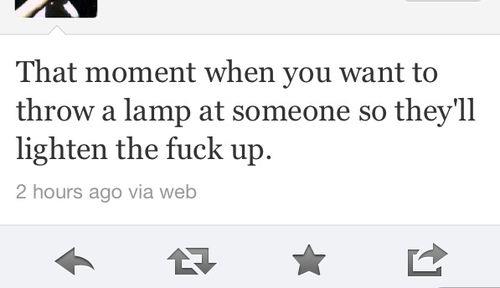 That moment when you want to
throw a lamp at someone so they'll
lighten the fuck up.
2 hours ago via web